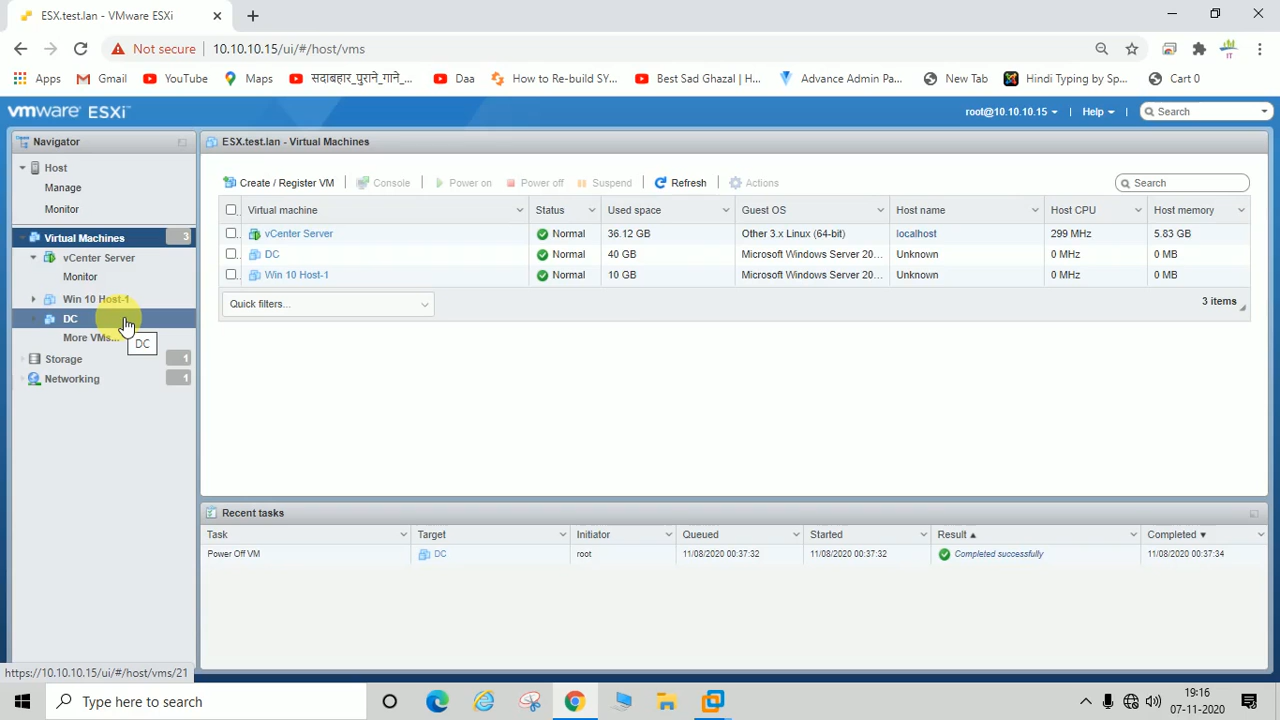 ESX.test.lan - VMware ESXi
Not secure
10.10.10.15/ui/#/host/vms
Apps
Gmail
YouTube
Maps
सदाबहार_पुराने_गाने_...
Daa
How to Re-build SY...
Best Sad Ghazal | H...
Advance Admin Pa...
New Tab
Hindi Typing by Sp...
Cart 0
vmware ESXi
root@10.10.10.15
Help
Search
Navigator
Host
Manage
Monitor
Virtual Machines 3
vCenter Server
Monitor
Win 10 Host-1
DC
More VMs...
DC
Storage 1
Networking 1
ESX.test.lan - Virtual Machines
Create / Register VM
Console
Power on
Power off
Suspend
Refresh
Actions
Search
Virtual machine Status Used space Guest OS Host name Host CPU Host memory
vCenter Server Normal 36.12 GB Other 3.x Linux (64-bit) localhost 299 MHz 5.83 GB
DC Normal 40 GB Microsoft Windows Server 20... Unknown 0 MHz 0 MB
Win 10 Host-1 Normal 10 GB Microsoft Windows Server 20... Unknown 0 MHz 0 MB
Quick filters...
3 items
Recent tasks
Task Target Initiator Queued Started Result Completed
Power Off VM DC root 11/08/2020 00:37:32 11/08/2020 00:37:32 Completed successfully 11/08/2020 00:37:34
https://10.10.10.15/ui/#/host/vms/21
Type here to search
19:16
07-11-2020